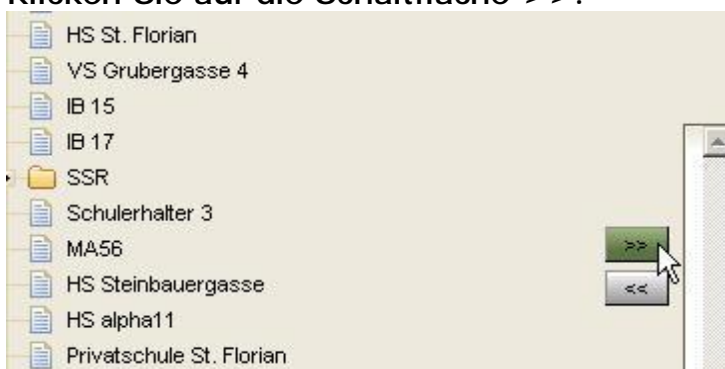 Klicken Sie auf die Schaltfläche >>.
HS St. Florian
VS Grubergasse 4
IB 15
IB 17
SSR
Schulerhalter 3
MA56
>>
HS Steinbauergasse
<<
HS alpha11
Privatschule St. Florian